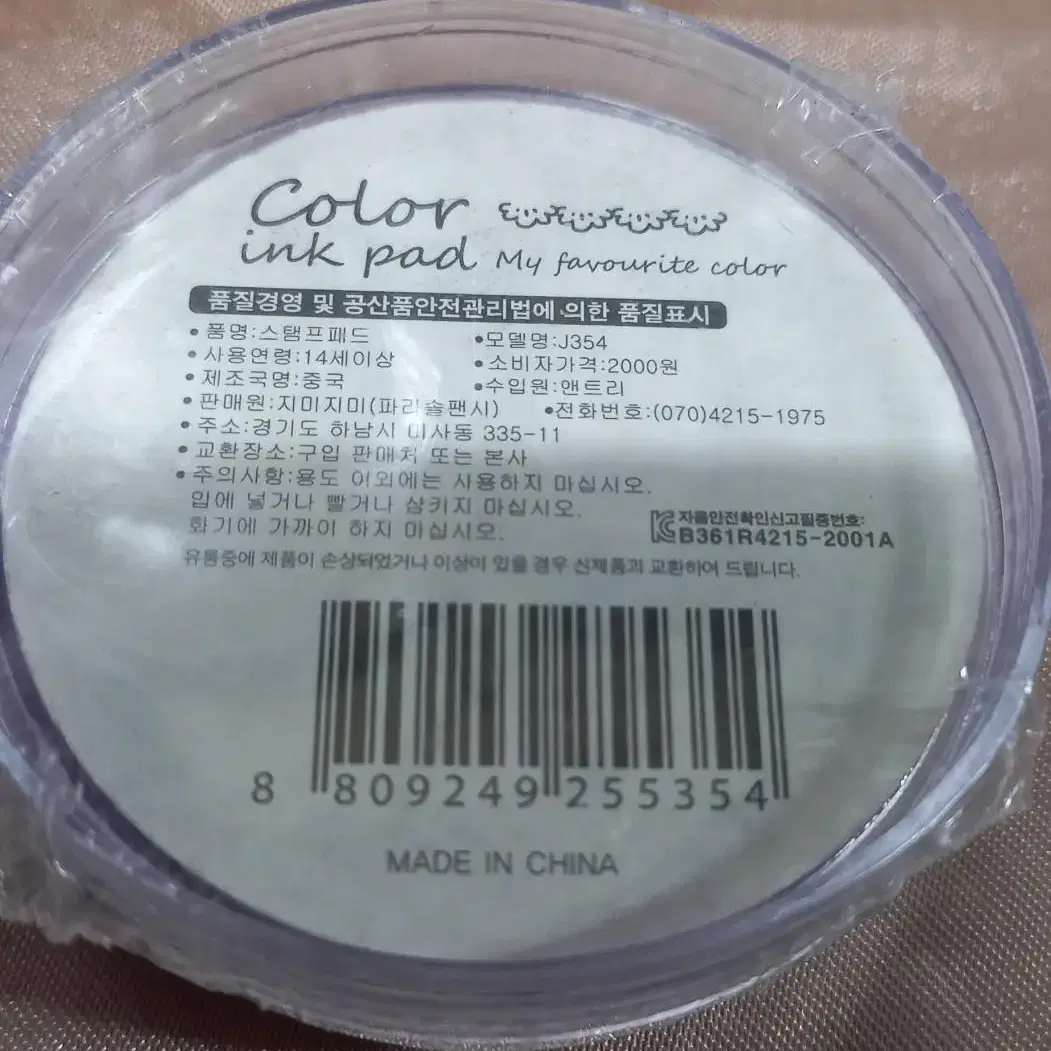 Color
ink pad My favourite color
품질경영 및 공산품안전관리법에 의한 품질표시
•품명:스탬프패드 •모델명:J354
•사용연령:14세이상 •소비자가격:2000원
•제조국명:중국 •수입원:앤트리
•판매원:지미지미(파라솔팬시) •전화번호:(070)4215-1975
•주소:경기도 하남시 미사동 335-11
•교환장소:구입 판매처 또는 본사
•주의사항:용도 이외에는 사용하지 마십시오.
입에 넣거나 빨거나 삼키지 마십시오.
화기에 가까이 하지 마십시오.
자율안전확인신고필증번호:
B361R4215-2001A
유통중에 제품이 손상되었거나 이상이 있을 경우 신제품과 교환하여 드립니다.
8 809249 255354
MADE IN CHINA